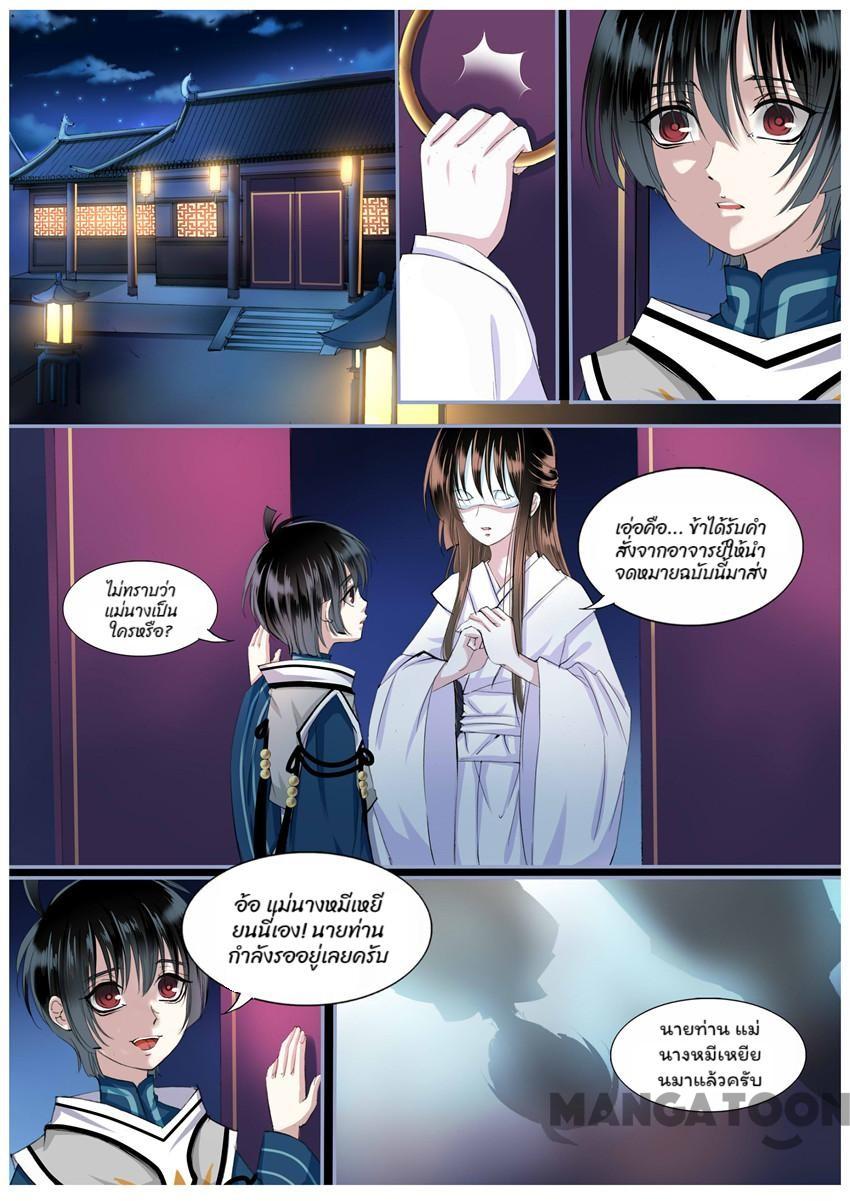 ไม่ทราบว่า
แม่นางเป็น
ใครหรือ?
เอ่อคือ... ข้าได้รับคำ
สั่งจากอาจารย์ให้นำ
จดหมายฉบับนี้มาส่ง
อ้อ แม่นางหมีเหยี
ยนนี่เอง! นายท่าน
กำลังรออยู่เลยครับ
นายท่าน แม่
นางหมีเหยีย
นมาแล้วครับ
MANGATOON